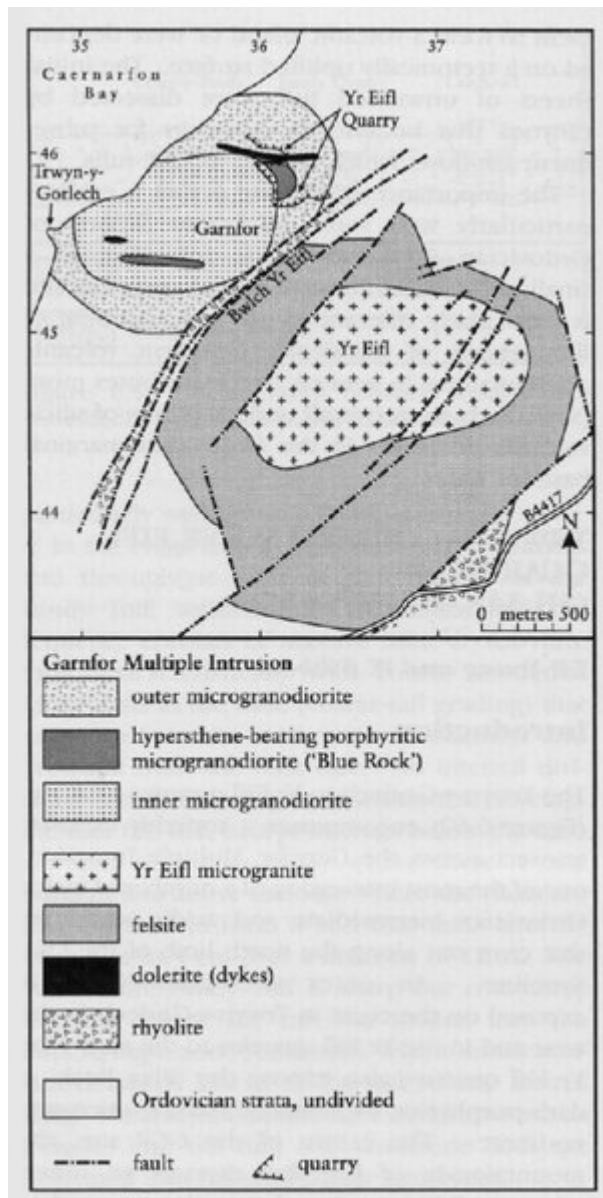 35
36
37
Caernarfon
Bay
Yr Eifl
Quarry
46
Trwyn-y-
Gorlech
Garnfor
Bwlch Yr Eifl
45
Yr Eifl
44
B4417
N
0 metres 500
Garnfor Multiple Intrusion
outer microgranodiorite
hypersthene-bearing porphyritic
microgranodiorite ('Blue Rock')
inner microgranodiorite
Yr Eifl microgranite
felsite
dolerite (dykes)
rhyolite
Ordovician strata, undivided
fault
quarry